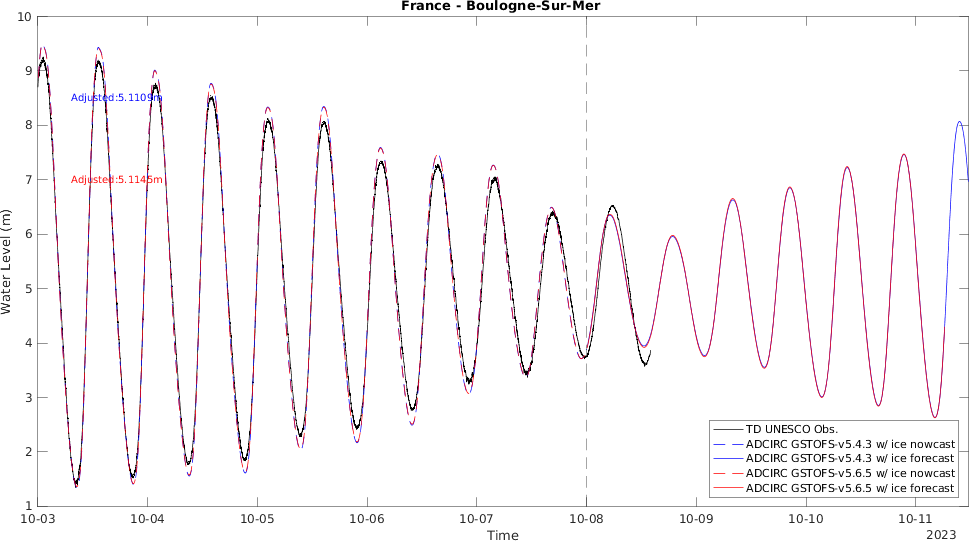 France - Boulogne-Sur-Mer
10
9
8
7
6
5
4
3
2
1
Water Level (m)
Adjusted:5.1109m
Adjusted:5.1145m
TD UNESCO Obs.
ADCIRC GSTOFS-v5.4.3 w/ ice nowcast
ADCIRC GSTOFS-v5.4.3 w/ ice forecast
ADCIRC GSTOFS-v5.6.5 w/ ice nowcast
ADCIRC GSTOFS-v5.6.5 w/ ice forecast
10-03 10-04 10-05 10-06 10-07 10-08 10-09 10-10 10-11
Time
2023